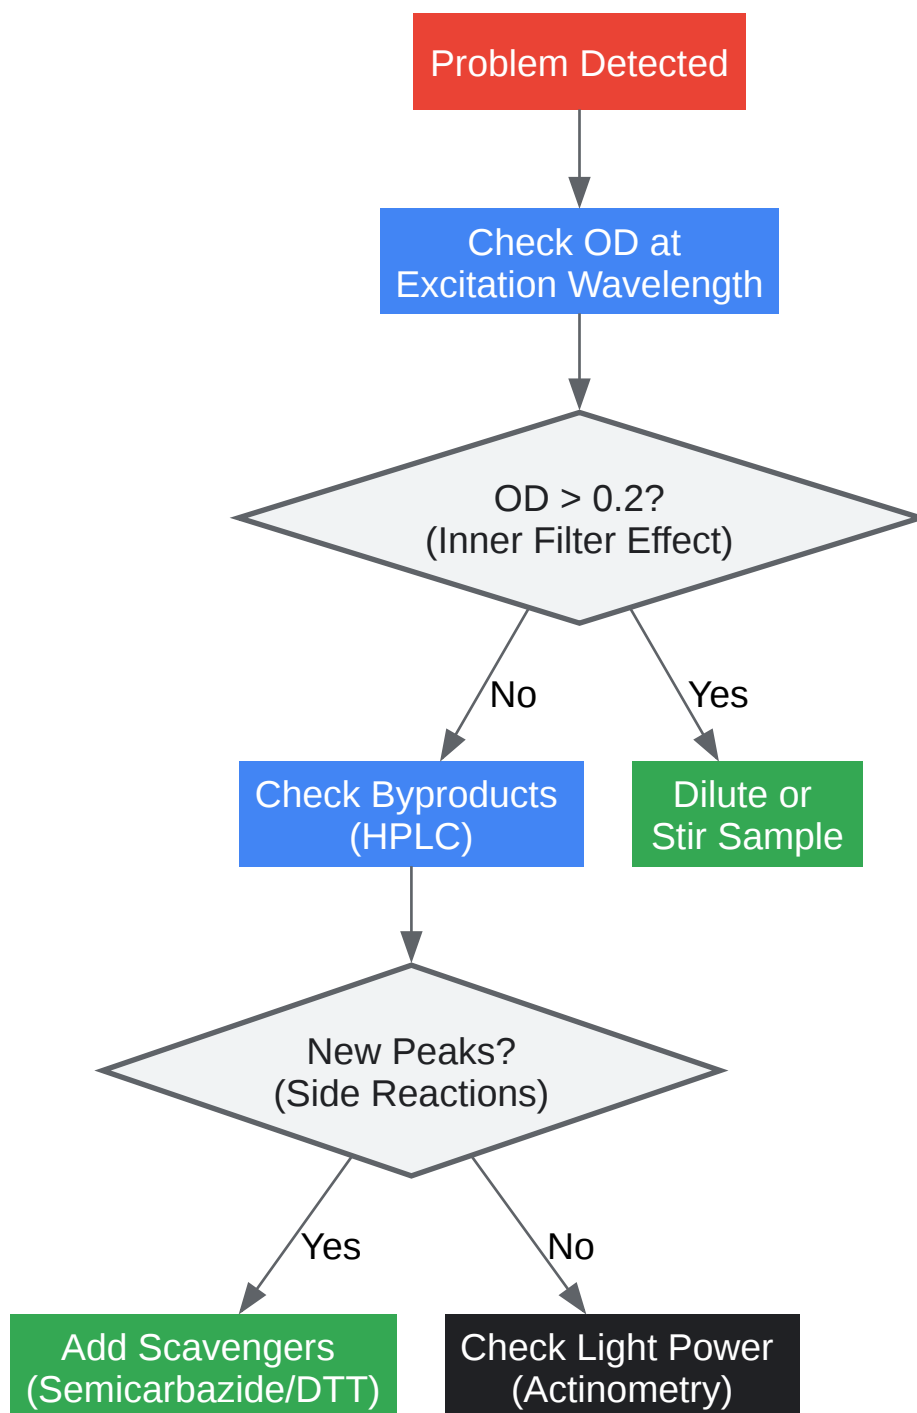 Problem Detected
Check OD at
Excitation Wavelength
OD > 0.2?
(Inner Filter Effect)
No
Yes
Check Byproducts
(HPLC)
Dilute or
Stir Sample
New Peaks?
(Side Reactions)
Yes
No
Add Scavengers
(Semicarbazide/DTT)
Check Light Power
(Actinometry)